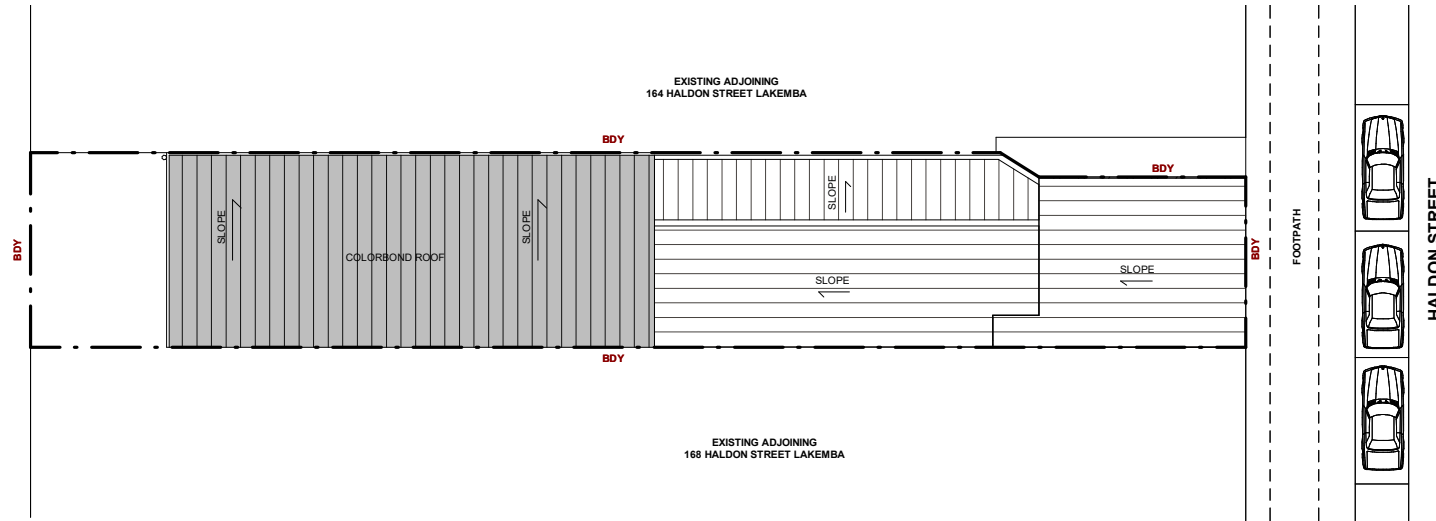 EXISTING ADJOINING
164 HALDON STREET LAKEMBA
BDY
BDY
SLOPE
SLOPE
SLOPE
COLORBOND ROOF
SLOPE
SLOPE
BDY
BDY
FOOTPATH
HALDON STREET
BDY
EXISTING ADJOINING
168 HALDON STREET LAKEMBA